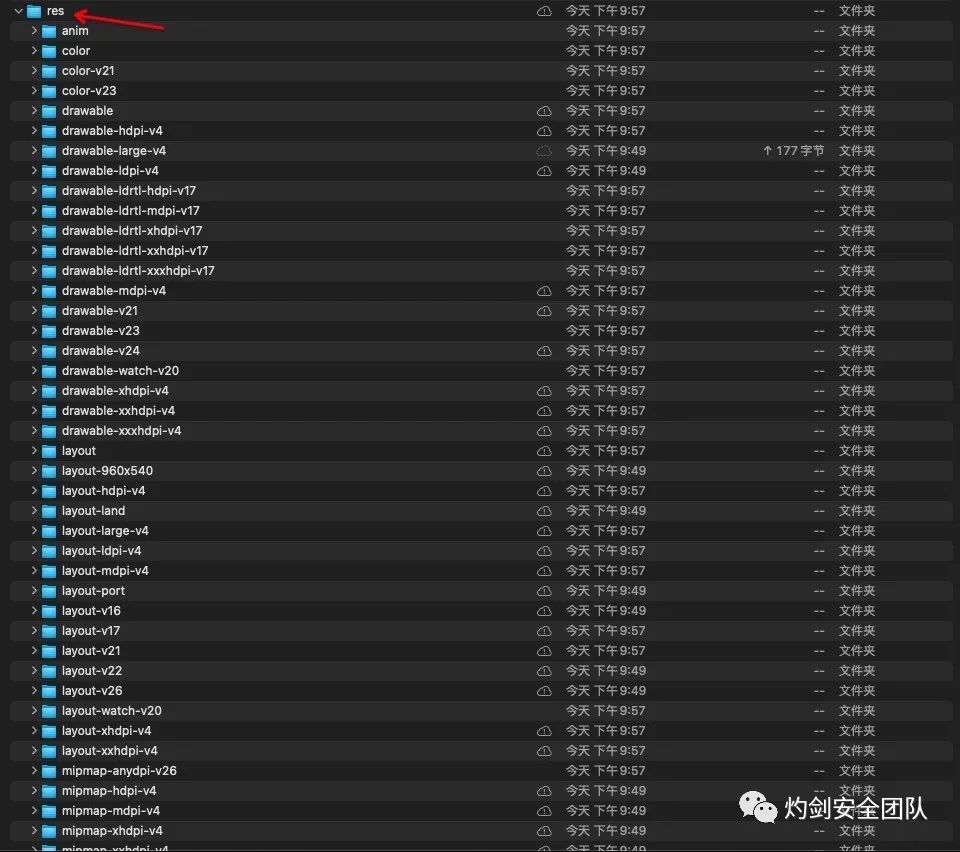 res 今天 下午9:57 -- 文件夹
anim 今天 下午9:57 -- 文件夹
color 今天 下午9:57 -- 文件夹
color-v21 今天 下午9:57 -- 文件夹
color-v23 今天 下午9:57 -- 文件夹
drawable 今天 下午9:57 -- 文件夹
drawable-hdpi-v4 今天 下午9:57 -- 文件夹
drawable-large-v4 今天 下午9:49 ↑ 177 字节 文件夹
drawable-ldpi-v4 今天 下午9:49 -- 文件夹
drawable-ldrtl-hdpi-v17 今天 下午9:57 -- 文件夹
drawable-ldrtl-mdpi-v17 今天 下午9:57 -- 文件夹
drawable-ldrtl-xhdpi-v17 今天 下午9:57 -- 文件夹
drawable-ldrtl-xxhdpi-v17 今天 下午9:57 -- 文件夹
drawable-ldrtl-xxxhdpi-v17 今天 下午9:57 -- 文件夹
drawable-mdpi-v4 今天 下午9:57 -- 文件夹
drawable-v21 今天 下午9:57 -- 文件夹
drawable-v23 今天 下午9:57 -- 文件夹
drawable-v24 今天 下午9:57 -- 文件夹
drawable-watch-v20 今天 下午9:57 -- 文件夹
drawable-xhdpi-v4 今天 下午9:57 -- 文件夹
drawable-xxhdpi-v4 今天 下午9:57 -- 文件夹
drawable-xxxhdpi-v4 今天 下午9:57 -- 文件夹
layout 今天 下午9:57 -- 文件夹
layout-960x540 今天 下午9:49 -- 文件夹
layout-hdpi-v4 今天 下午9:57 -- 文件夹
layout-land 今天 下午9:49 -- 文件夹
layout-large-v4 今天 下午9:57 -- 文件夹
layout-ldpi-v4 今天 下午9:57 -- 文件夹
layout-mdpi-v4 今天 下午9:57 -- 文件夹
layout-port 今天 下午9:49 -- 文件夹
layout-v16 今天 下午9:49 -- 文件夹
layout-v17 今天 下午9:57 -- 文件夹
layout-v21 今天 下午9:57 -- 文件夹
layout-v22 今天 下午9:49 -- 文件夹
layout-v26 今天 下午9:49 -- 文件夹
layout-watch-v20 今天 下午9:57 -- 文件夹
layout-xhdpi-v4 今天 下午9:57 -- 文件夹
layout-xxhdpi-v4 今天 下午9:57 -- 文件夹
mipmap-anydpi-v26 今天 下午9:57 -- 文件夹
mipmap-hdpi-v4 今天 下午9:57 -- 文件夹
mipmap-mdpi-v4 今天 下午9:57 -- 文件夹
灼剑安全团队
mipmap-xhdpi-v4 今天 下午9:57 -- 文件夹
mipmap-xxhdpi-v4